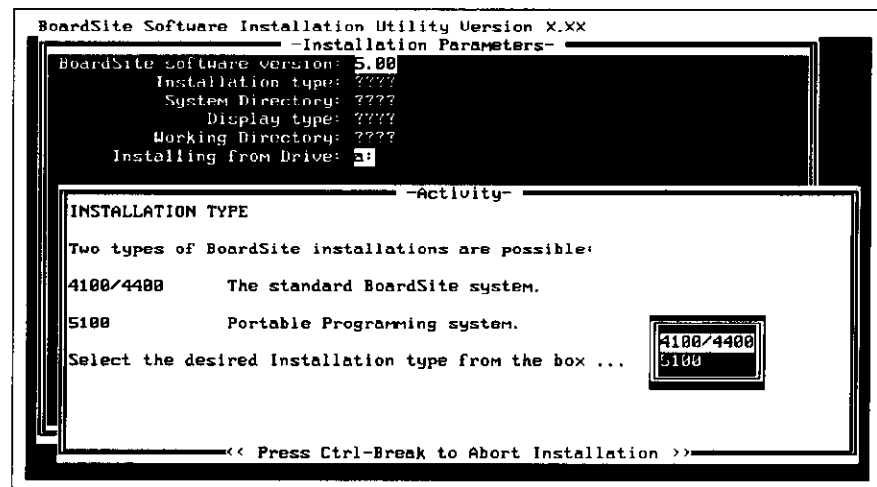 BoardSite Software Installation Utility Version X.XX
-Installation Parameters-
BoardSite software version: 5.00
Installation type: ????
System Directory: ????
Display type: ????
Working Directory: ????
Installing from Drive: a:
-Activity-
INSTALLATION TYPE
Two types of BoardSite installations are possible:
4100/4400 The standard BoardSite system.
5100 Portable Programming system.
4100/4400
Select the desired Installation type from the box ...
5100
<< Press Ctrl-Break to Abort Installation >>